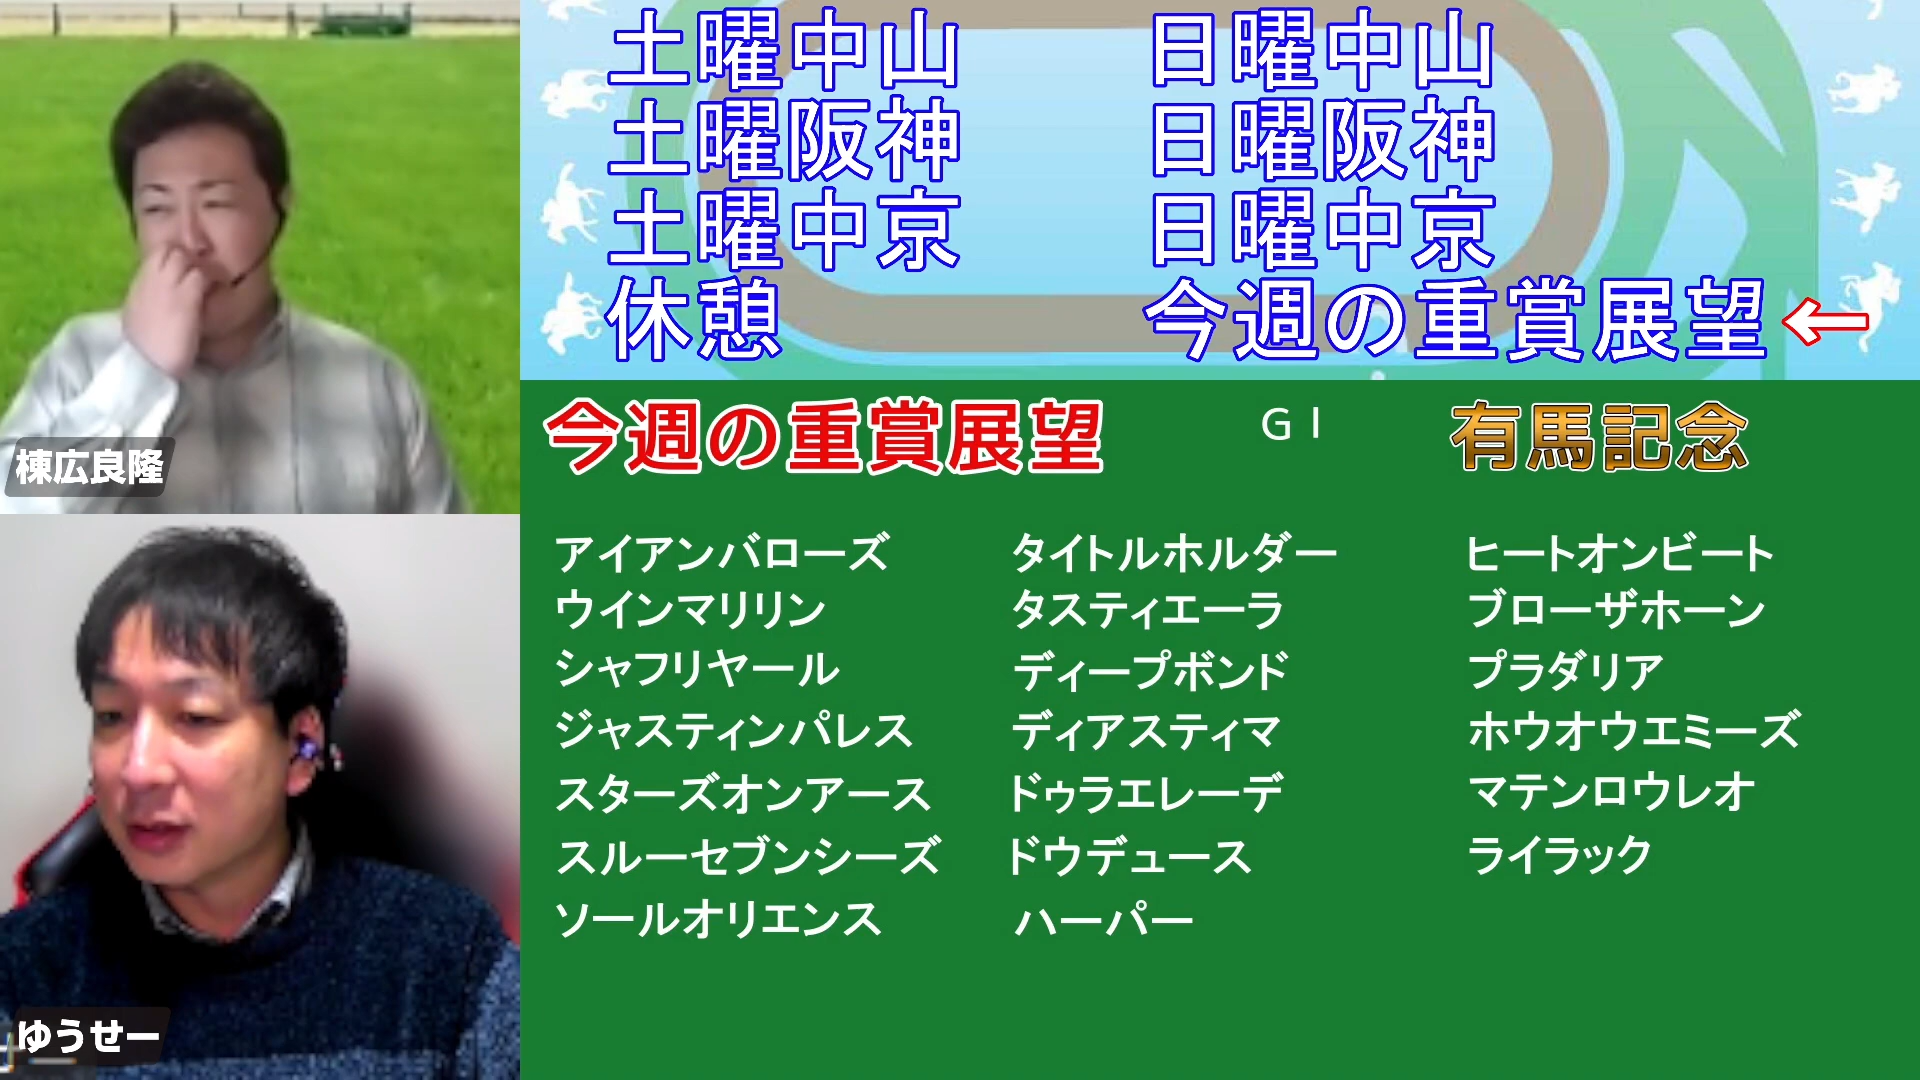 土曜中山
土曜阪神
土曜中京
休憩
日曜中山
日曜阪神
日曜中京
今週の重賞展望←
今週の重賞展望
GⅠ
有馬記念
アイアンバローズ
ウインマリリン
シャフリヤール
ジャスティンパレス
スターズオンアース
スルーセブンシーズ
ソールオリエンス
タイトルホルダー
タスティエーラ
ディープボンド
ディアスティマ
ドゥラエレーデ
ドウデュース
ハーパー
ヒートオンビート
ブローザホーン
プラダリア
ホウオウエミーズ
マテンロウレオ
ライラック
棟広良隆
ゆうせー